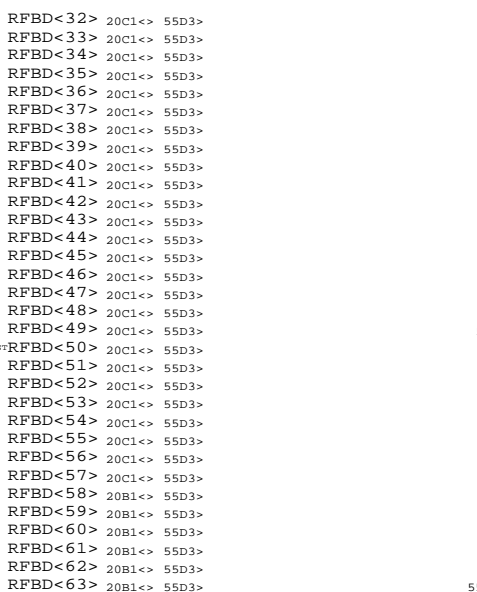 RFBD<32> 20C1<> 55D3>
RFBD<33> 20C1<> 55D3>
RFBD<34> 20C1<> 55D3>
RFBD<35> 20C1<> 55D3>
RFBD<36> 20C1<> 55D3>
RFBD<37> 20C1<> 55D3>
RFBD<38> 20C1<> 55D3>
RFBD<39> 20C1<> 55D3>
RFBD<40> 20C1<> 55D3>
RFBD<41> 20C1<> 55D3>
RFBD<42> 20C1<> 55D3>
RFBD<43> 20C1<> 55D3>
RFBD<44> 20C1<> 55D3>
RFBD<45> 20C1<> 55D3>
RFBD<46> 20C1<> 55D3>
RFBD<47> 20C1<> 55D3>
RFBD<48> 20C1<> 55D3>
RFBD<49> 20C1<> 55D3>
RFBD<50> 20C1<> 55D3>
RFBD<51> 20C1<> 55D3>
RFBD<52> 20C1<> 55D3>
RFBD<53> 20C1<> 55D3>
RFBD<54> 20C1<> 55D3>
RFBD<55> 20C1<> 55D3>
RFBD<56> 20C1<> 55D3>
RFBD<57> 20C1<> 55D3>
RFBD<58> 20B1<> 55D3>
RFBD<59> 20B1<> 55D3>
RFBD<60> 20B1<> 55D3>
RFBD<61> 20B1<> 55D3>
RFBD<62> 20B1<> 55D3>
RFBD<63> 20B1<> 55D3>